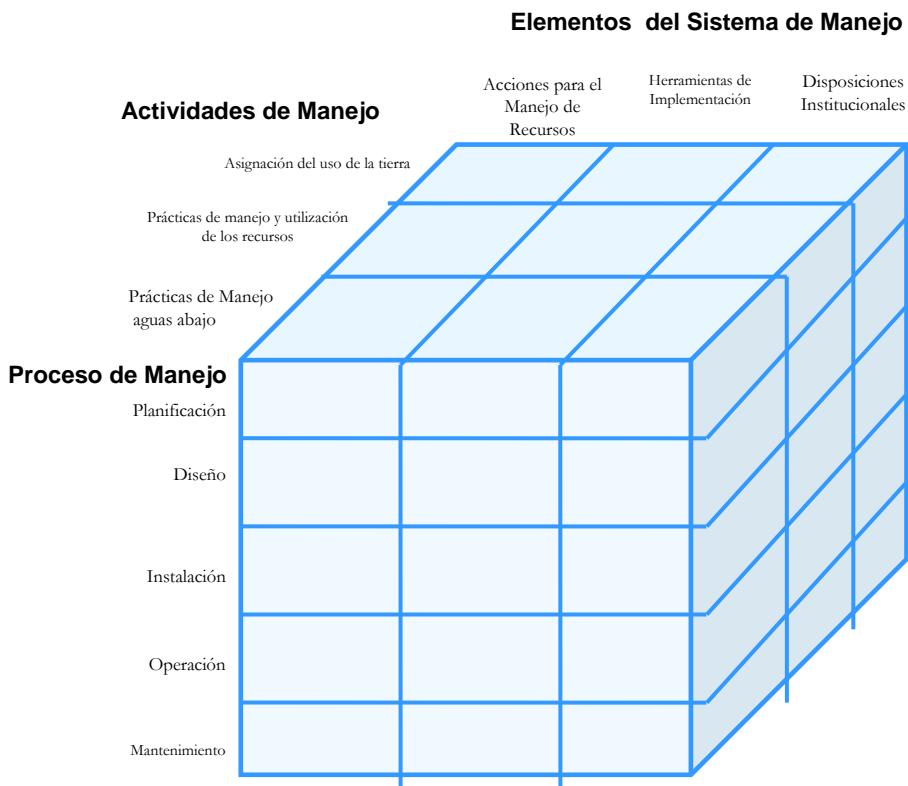 Elementos del Sistema de Manejo
Acciones para el
Manejo de
Recursos
Herramientas de
Implementación
Disposiciones
Institucionales
Actividades de Manejo
Asignación del uso de la tierra
Prácticas de manejo y utilización
de los recursos
Prácticas de Manejo
aguas abajo
Proceso de Manejo
Planificación
Diseño
Instalación
Operación
Mantenimiento